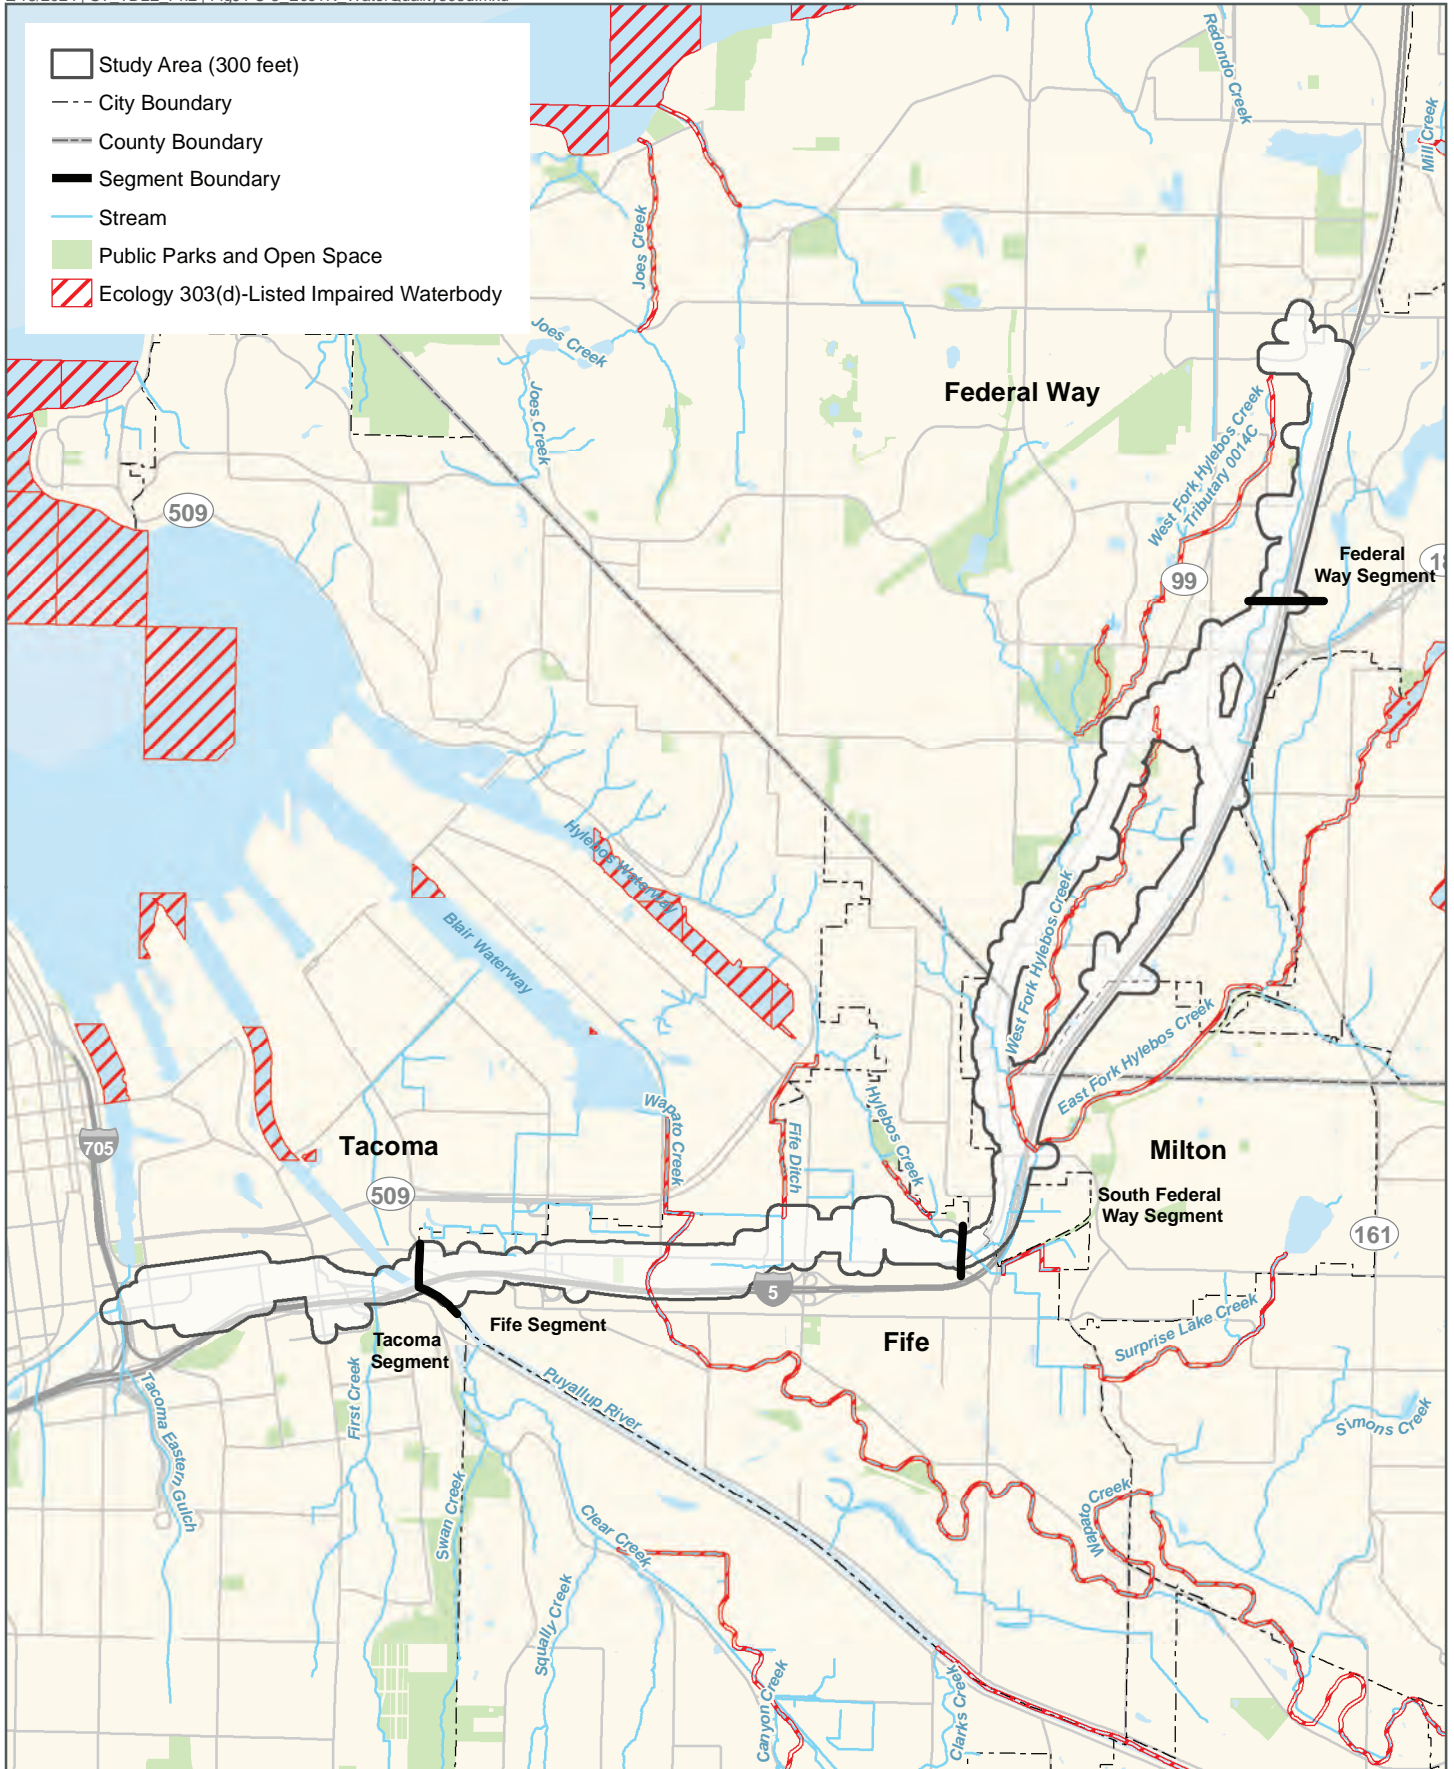 Study Area (300 feet)
City Boundary
County Boundary
Segment Boundary
Stream
Public Parks and Open Space
Ecology 303(d)-Listed Impaired Waterbody
Redondo Creek
Mill Creek
Joes Creek
Joes Creek
Joes Creek
Federal Way
West Fork Hylebos Creek
Tributary 0014C
509
99
Federal
Way Segment
18
Hylebos Waterway
Blair Waterway
West Fork Hylebos Creek
East Fork Hylebos Creek
Wapato Creek
Fife Ditch
Hylebos Creek
705
Tacoma
509
Milton
South Federal
Way Segment
161
5
Tacoma
Segment
Fife Segment
Fife
Surprise Lake Creek
Simons Creek
Puyallup River
First Creek
Tacoma Eastern Gulch
Swan Creek
Clear Creek
Squally Creek
Wapato Creek
Canyon Creek
Clarks Creek